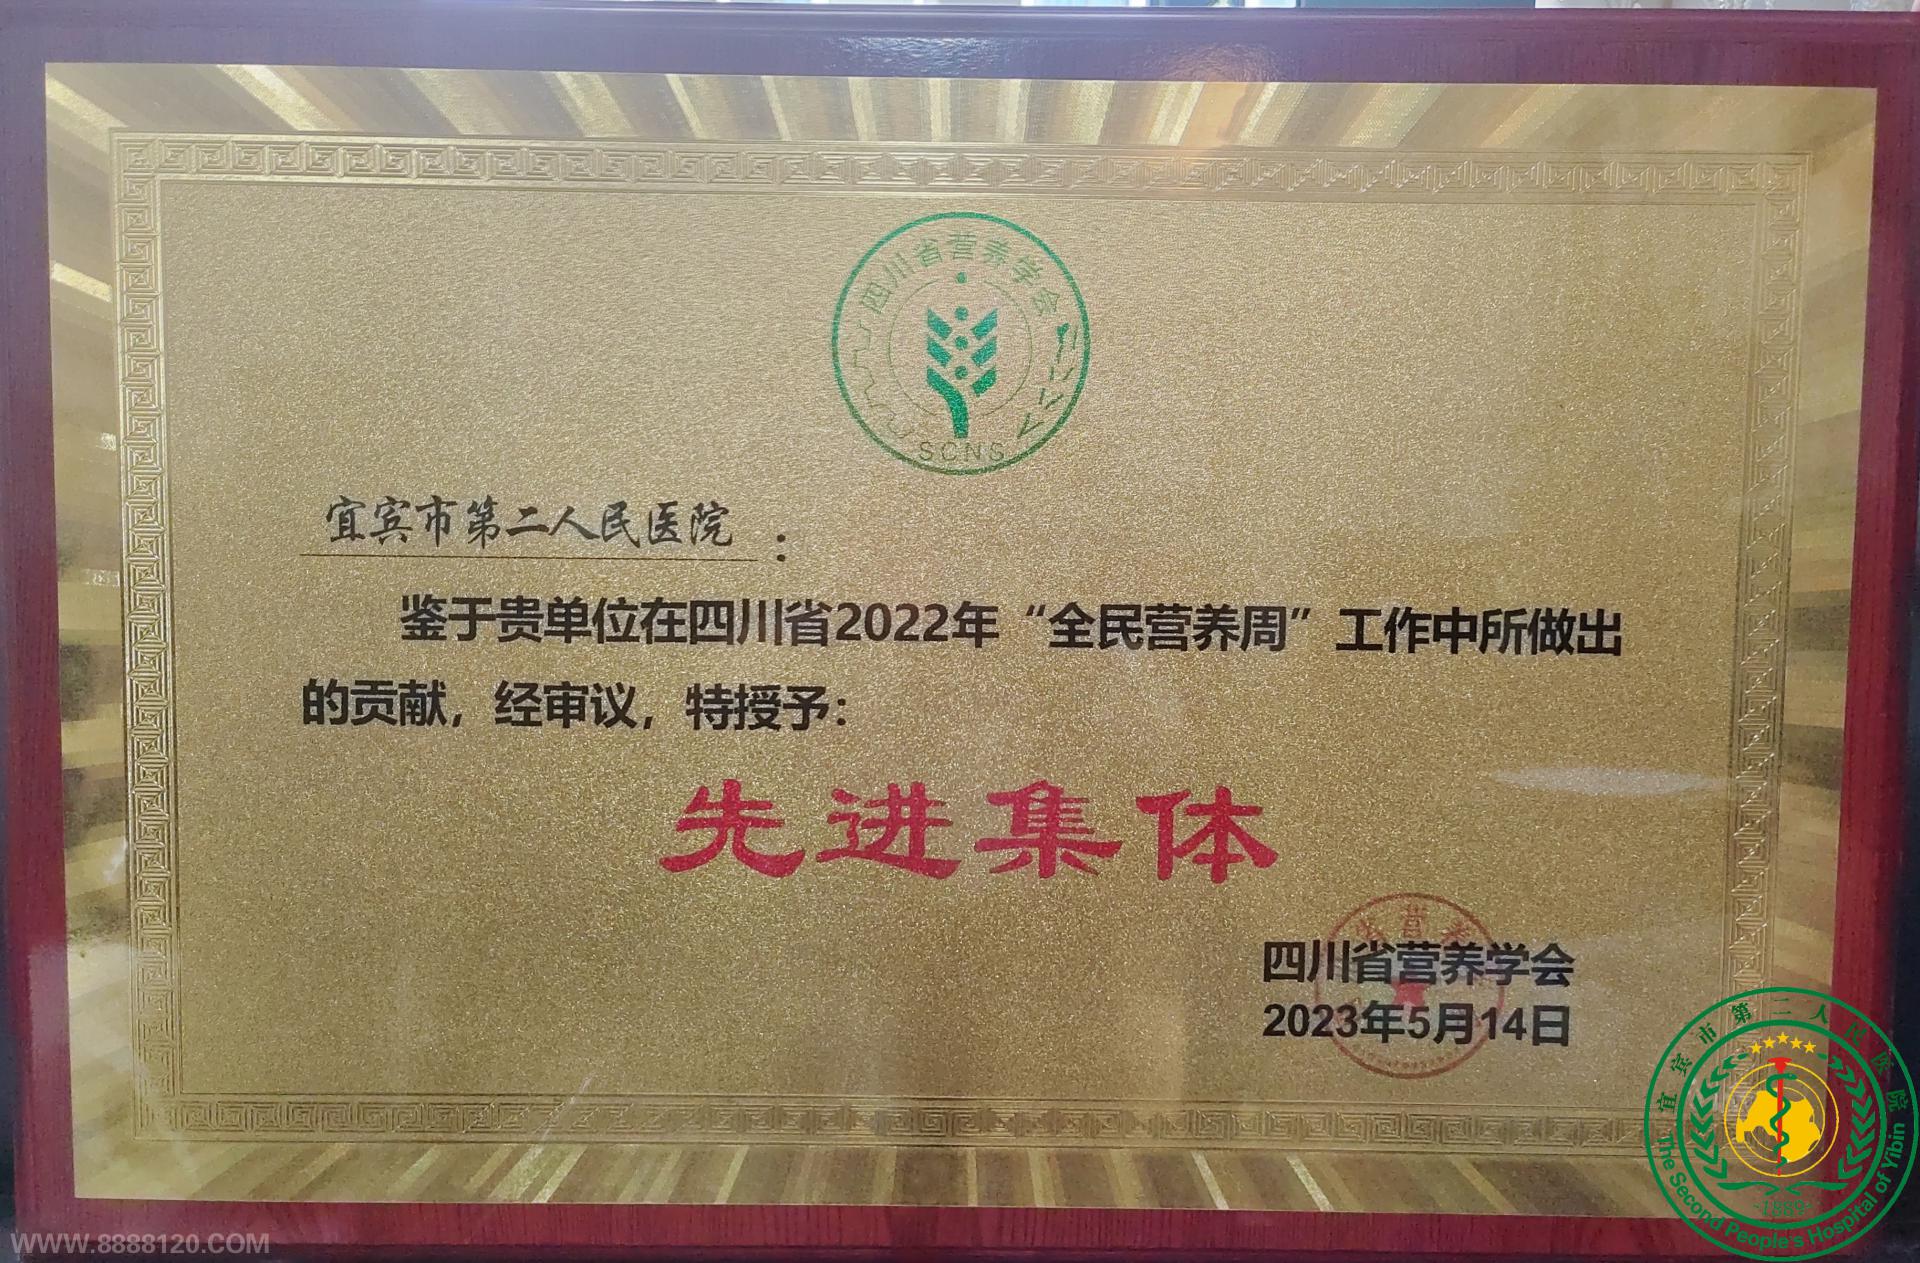 四川省营养学会
SCNS
宜宾市第二人民医院：
鉴于贵单位在四川省2022年“全民营养周”工作中所做出
的贡献，经审议，特授予：
先进集体
四川省营养学会
2023年5月14日
宜宾市第二人民医院
1889
The Second People's Hospital of Yibin
WWW.8888120.COM